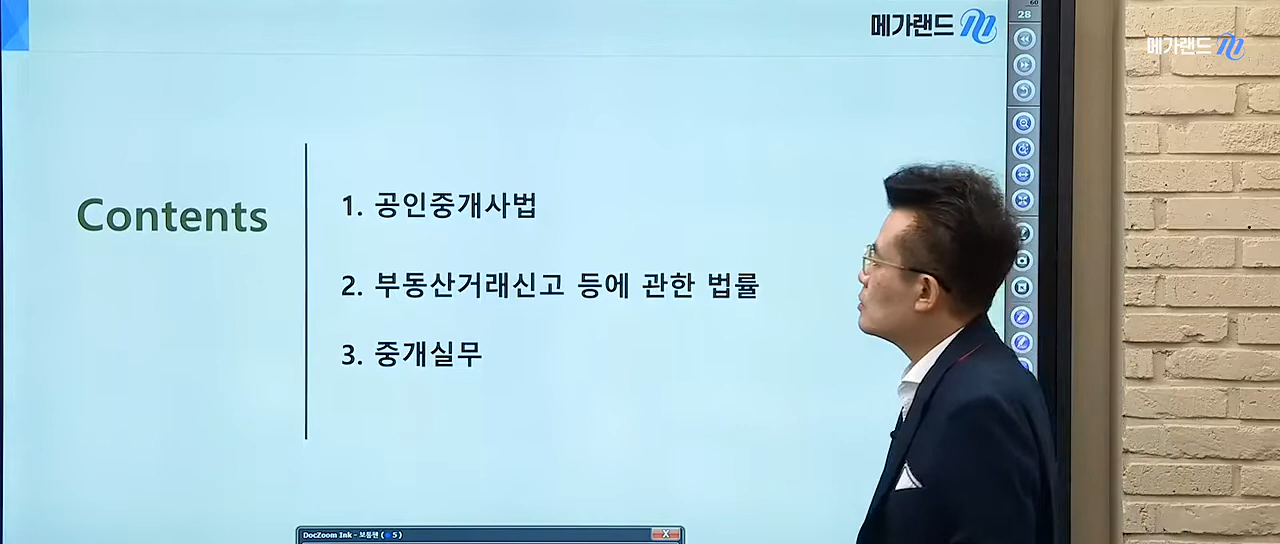 메가랜드
60
28
메가랜드
Contents
1. 공인중개사법
2. 부동산거래신고 등에 관한 법률
3. 중개실무
DocZoom Ink - 보통펜 ( 5 )
X